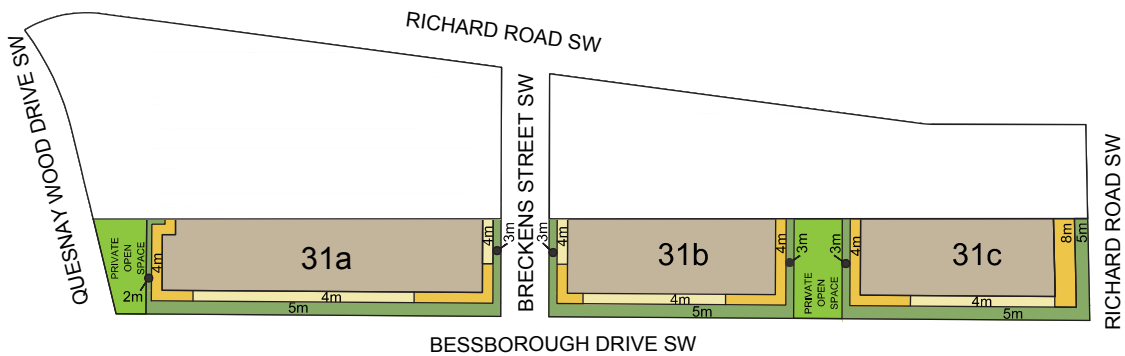 RICHARD ROAD SW
QUESNAY WOOD DRIVE SW
BRECKENS STREET SW
RICHARD ROAD SW
PRIVATE
OPEN
SPACE
4m
2m
31a
4m
5m
4m
3m
3m
4m
31b
4m
5m
4m
3m
PRIVATE
OPEN
SPACE
3m
4m
31c
4m
5m
8m
5m
BESSBOROUGH DRIVE SW